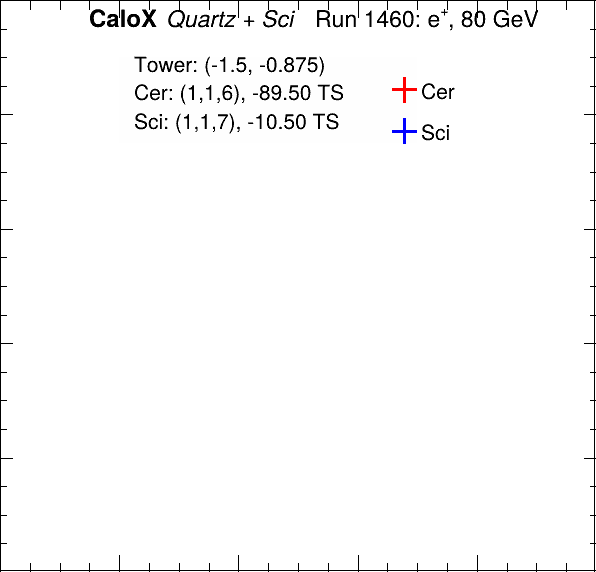 CaloX Quartz + Sci Run 1460: e+, 80 GeV
Tower: (-1.5, -0.875)
Cer: (1,1,6), -89.50 TS
Sci: (1,1,7), -10.50 TS
Cer
Sci